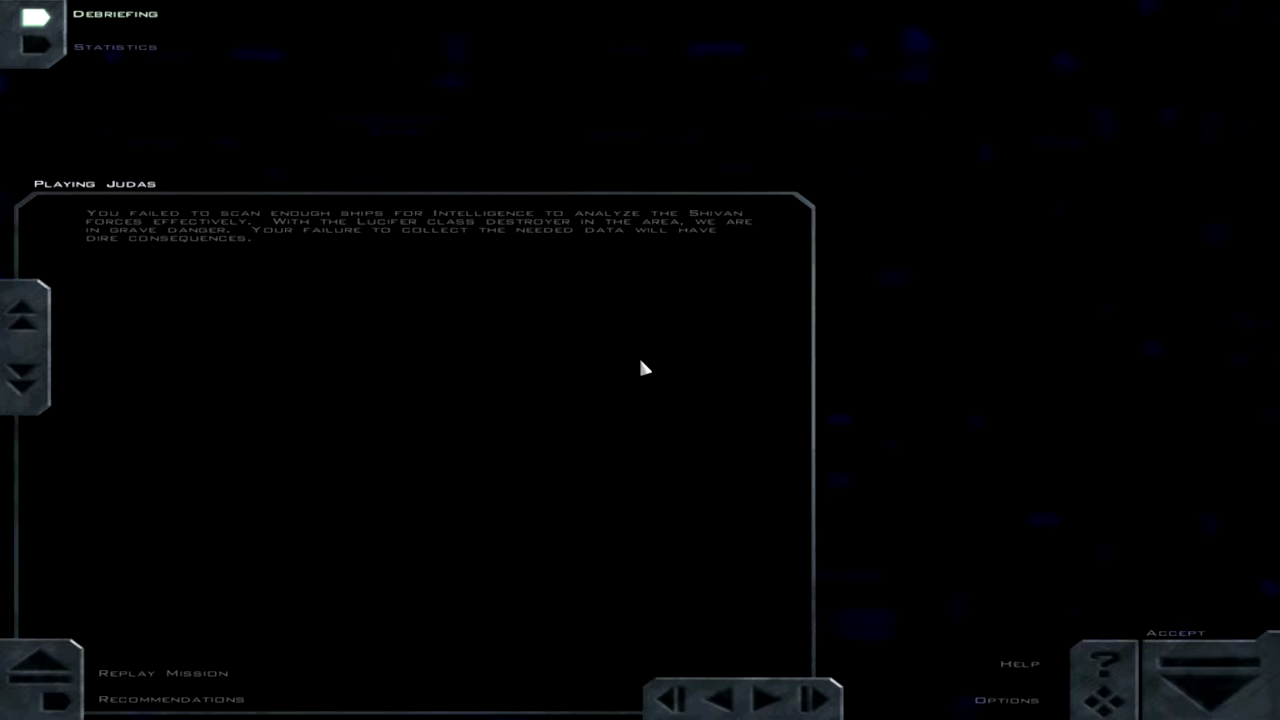 Debriefing
Statistics
Playing Judas
You failed to scan enough ships for Intelligence to analyze the Shivan
forces effectively. With the Lucifer class destroyer in the area, we are
in grave danger. Your failure to collect the needed data will have
dire consequences.
Accept
Help
Replay Mission
Recommendations
Options
?